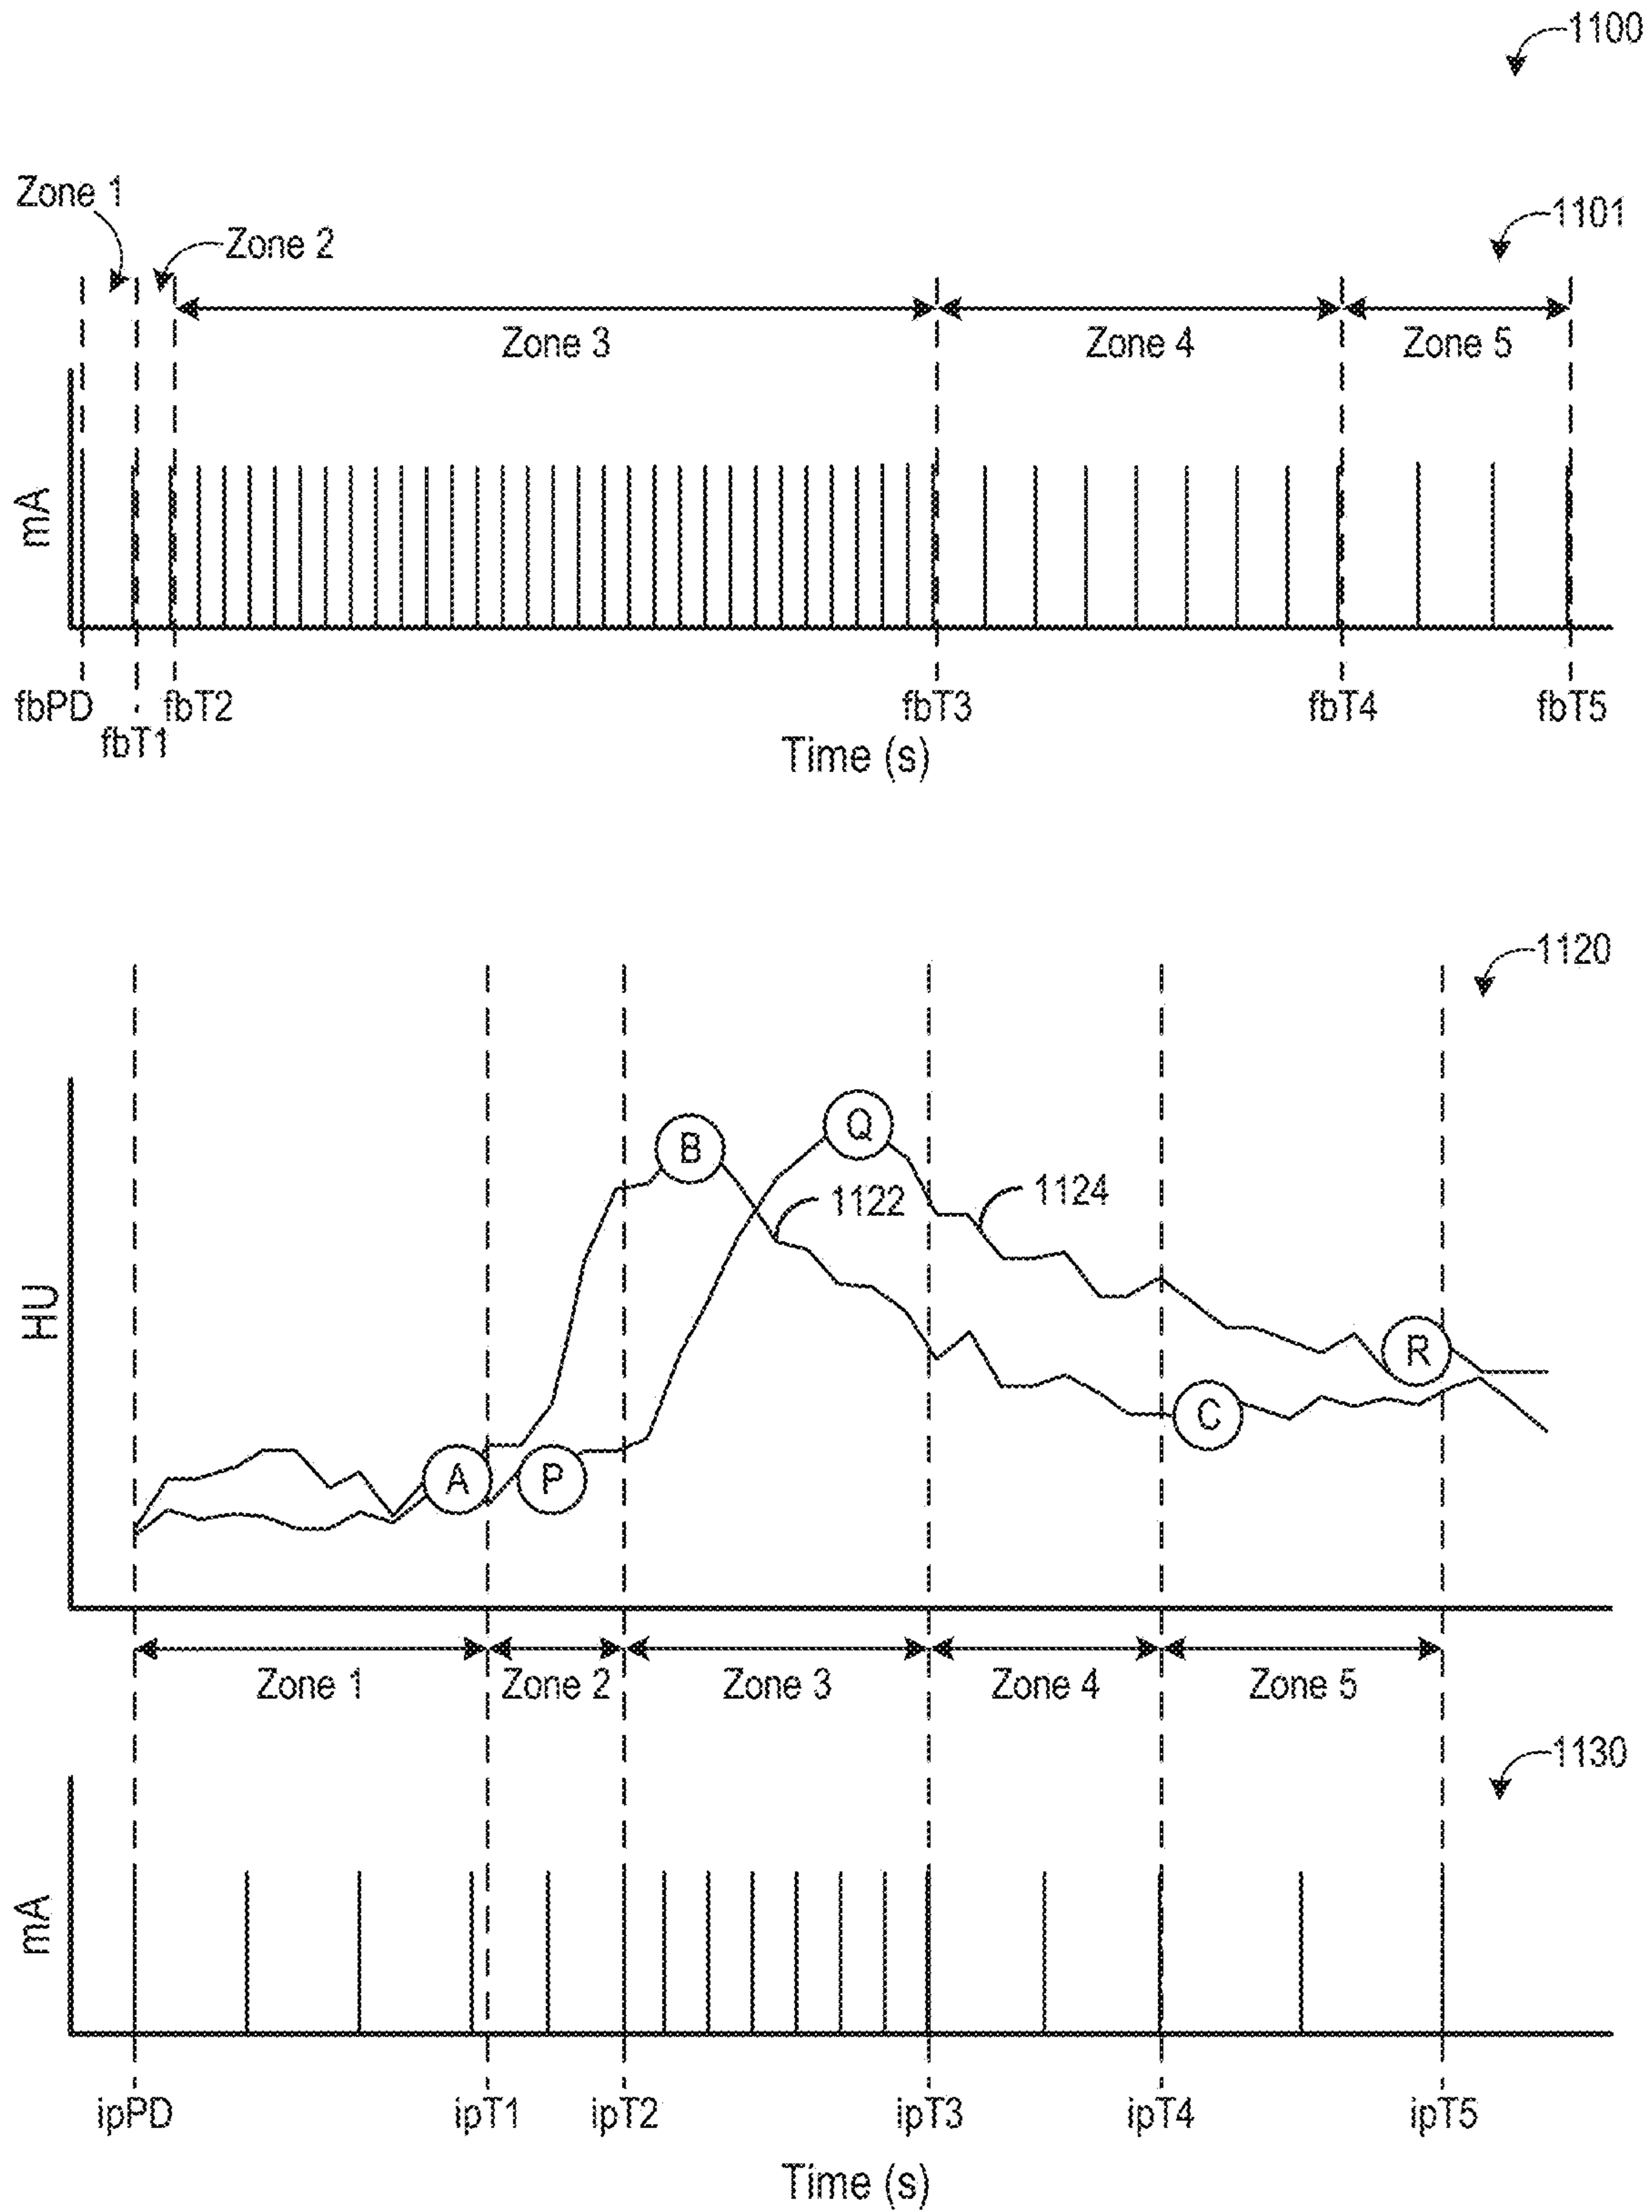 1100
Zone 1
1101
Zone 2
Zone 3
Zone 4
Zone 5
mA
fbPD
fbT1
fbT2
fbT3
fbT4
fbT5
Time (s)
1120
HU
B
Q
1122
1124
A
P
C
R
Zone 1
Zone 2
Zone 3
Zone 4
Zone 5
1130
mA
ipPD
ipT1
ipT2
ipT3
ipT4
ipT5
Time (s)